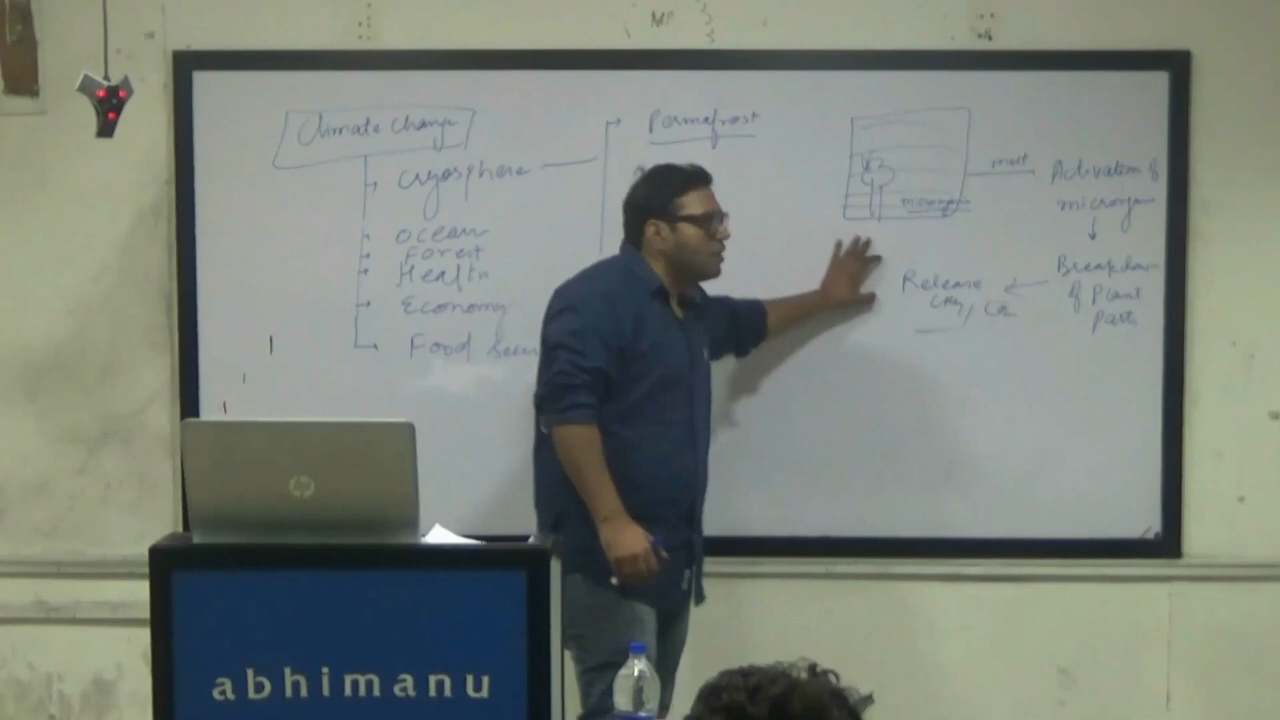 Climate Change
Cryosphere
Ocean
Forest
Health
Economy
Food
Permafrost
melt
Activation of
Breakdown
of Plant
Parts
Release
CH4, CO2
hp
abhimanu